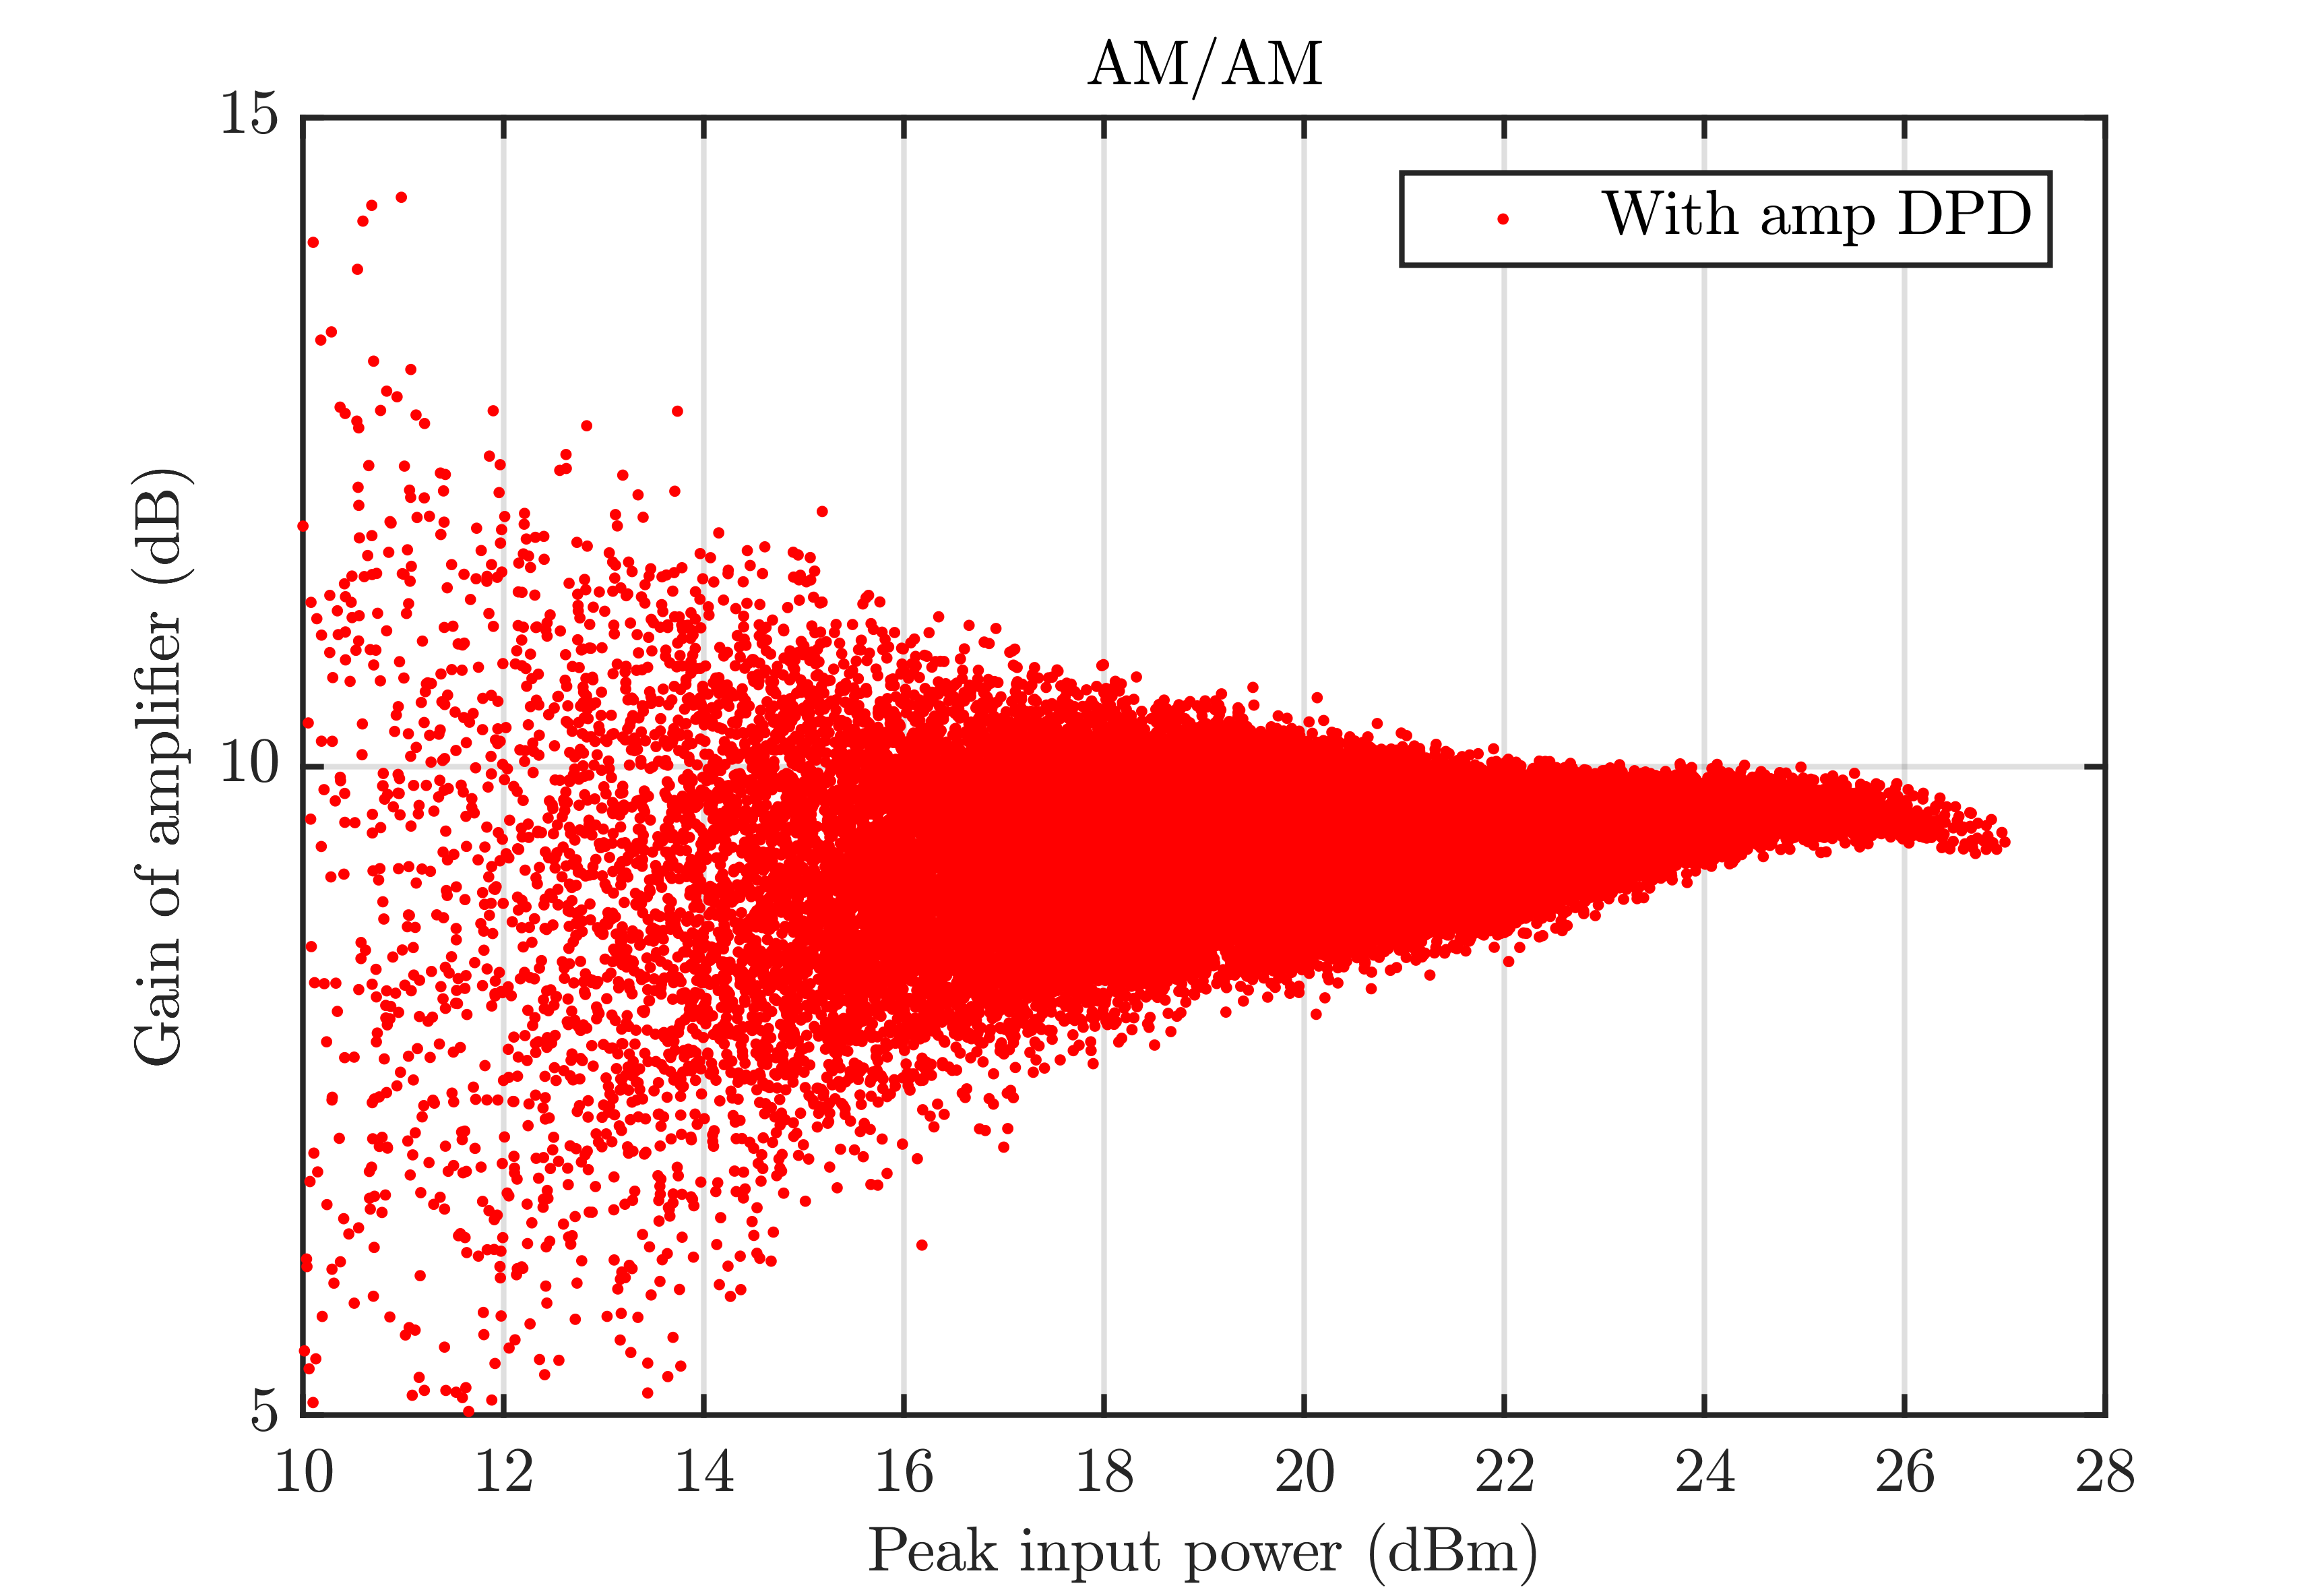 AM/AM
15
With amp DPD
Gain of amplifier (dB)
10
5
10 12 14 16 18 20 22 24 26 28
Peak input power (dBm)